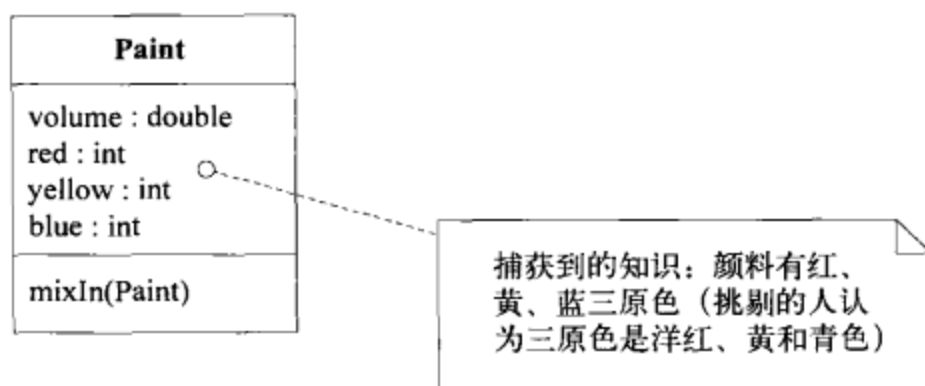 Paint
volume : double
red : int
yellow : int
blue : int
mixIn(Paint)
捕获到的知识：颜料有红、
黄、蓝三原色（挑剔的人认
为三原色是洋红、黄和青色）